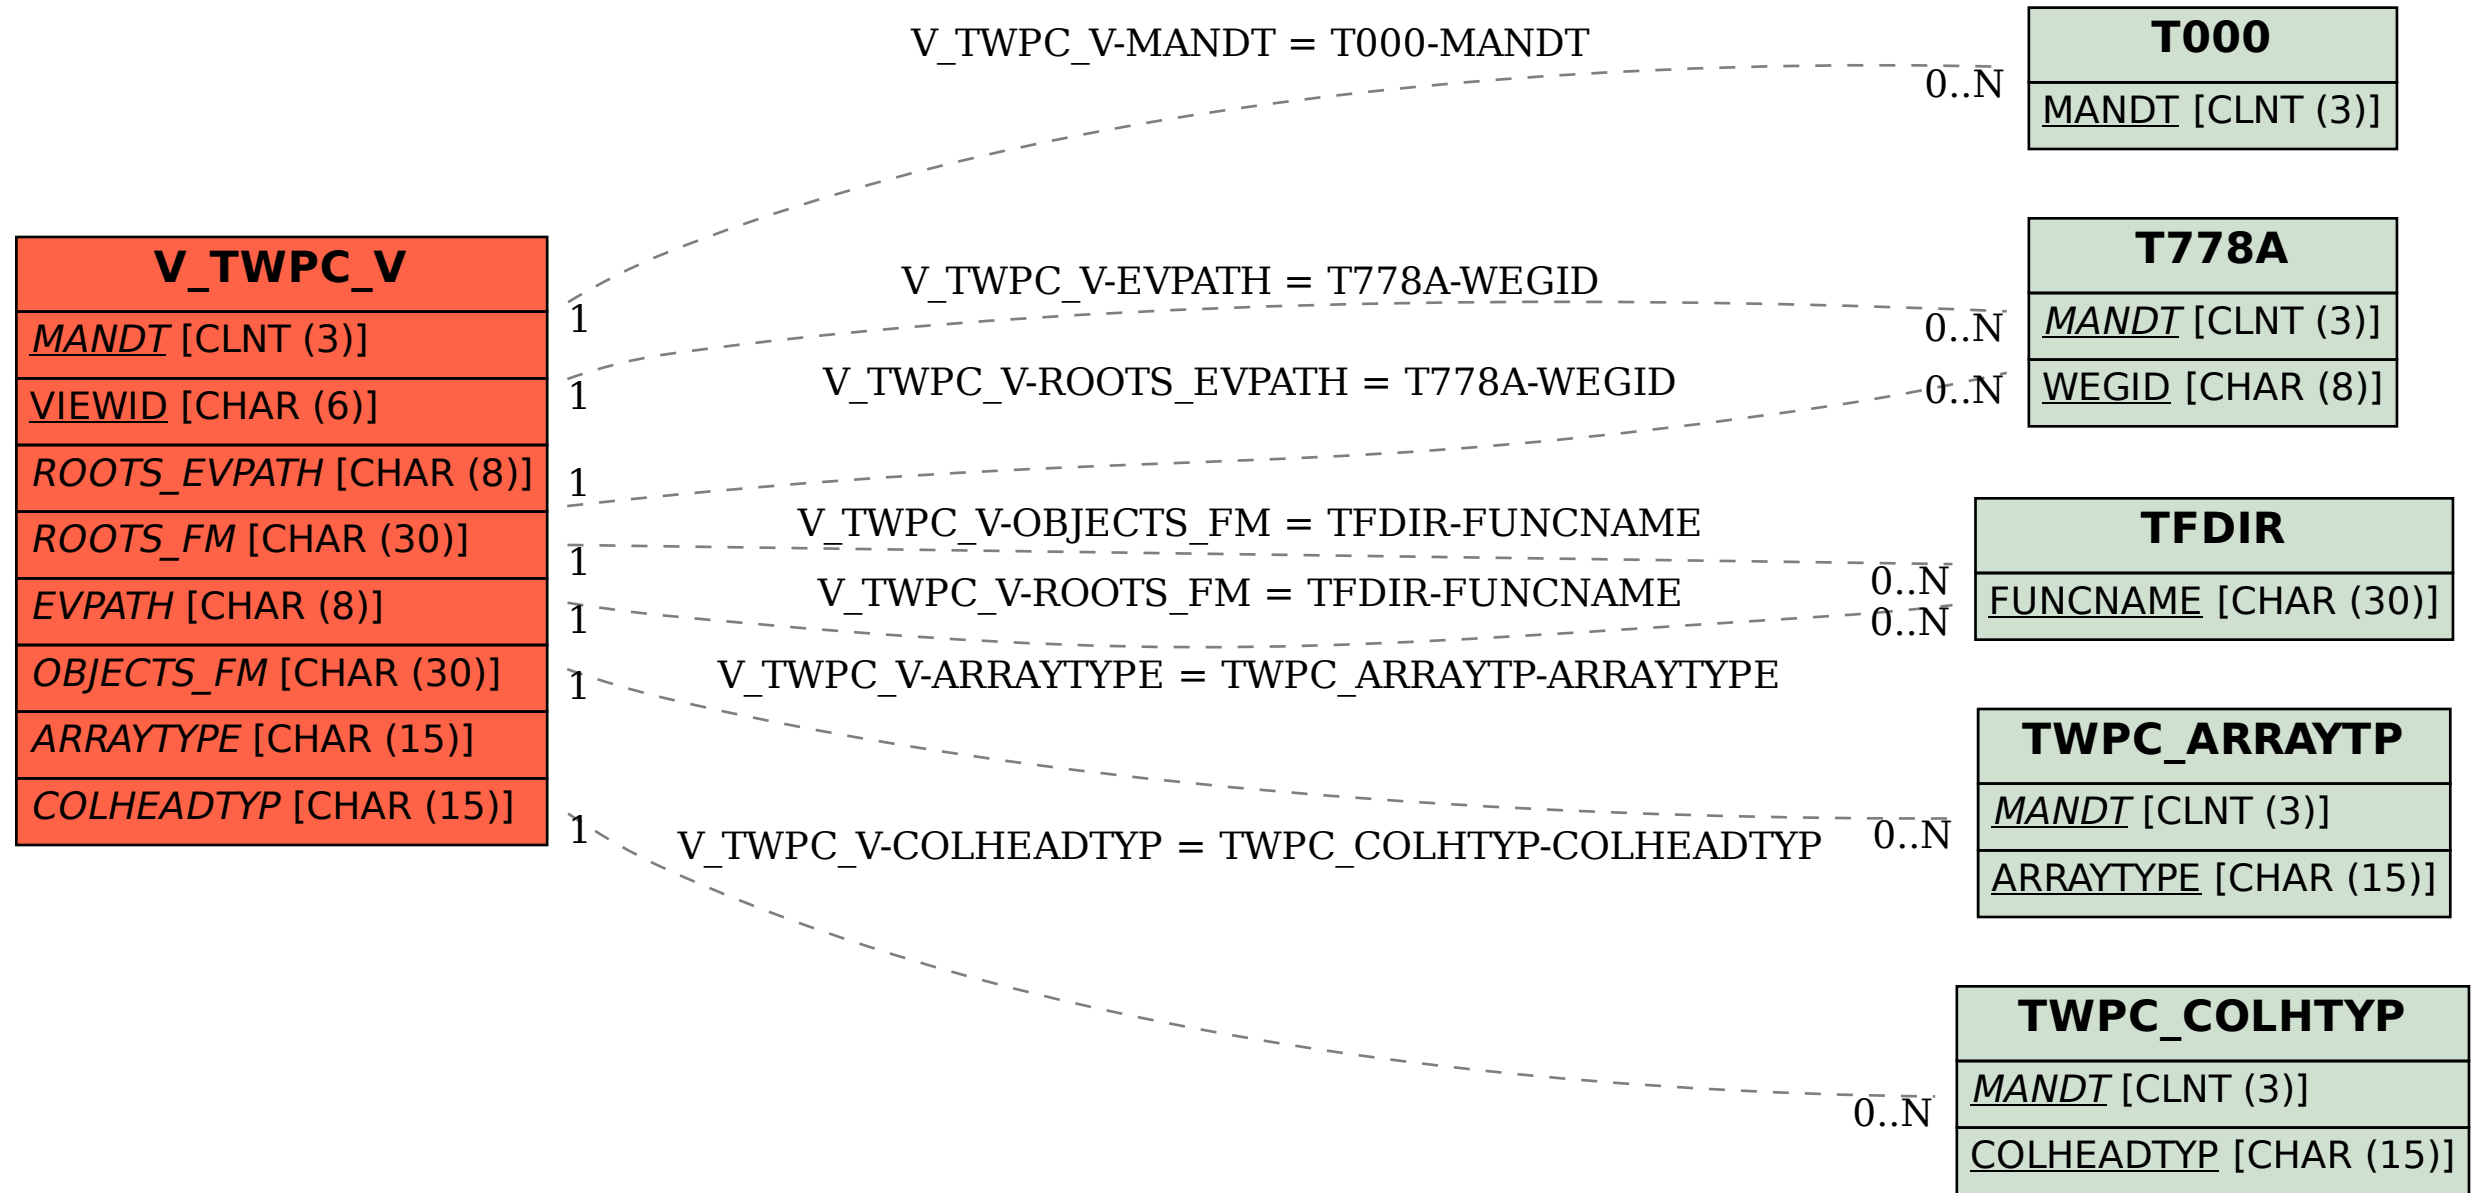 V_TWPC_V
MANDT [CLNT (3)]
VIEWID [CHAR (6)]
ROOTS_EVPATH [CHAR (8)]
ROOTS_FM [CHAR (30)]
EVPATH [CHAR (8)]
OBJECTS_FM [CHAR (30)]
ARRAYTYPE [CHAR (15)]
COLHEADTYP [CHAR (15)]
V_TWPC_V-MANDT = T000-MANDT
0..N
1
V_TWPC_V-EVPATH = T778A-WEGID
0..N
1
V_TWPC_V-ROOTS_EVPATH = T778A-WEGID
0..N
1
V_TWPC_V-OBJECTS_FM = TFDIR-FUNCNAME
0..N
1
V_TWPC_V-ROOTS_FM = TFDIR-FUNCNAME
0..N
1
V_TWPC_V-ARRAYTYPE = TWPC_ARRAYTP-ARRAYTYPE
0..N
1
V_TWPC_V-COLHEADTYP = TWPC_COLHTYP-COLHEADTYP
0..N
1
T000
MANDT [CLNT (3)]
T778A
MANDT [CLNT (3)]
WEGID [CHAR (8)]
TFDIR
FUNCNAME [CHAR (30)]
TWPC_ARRAYTP
MANDT [CLNT (3)]
ARRAYTYPE [CHAR (15)]
TWPC_COLHTYP
MANDT [CLNT (3)]
COLHEADTYP [CHAR (15)]